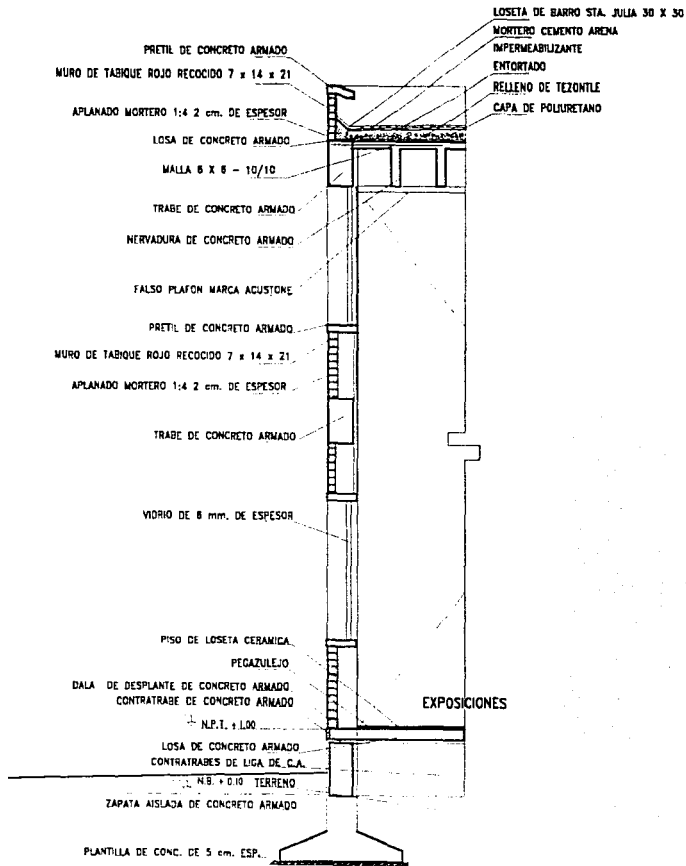 LOSETA DE BARRO STA. JULIA 30 X 30
MORTERO CEMENTO ARENA
IMPERMEABILIZANTE
ENTORTADO
RELLENO DE TEZONTLE
CAPA DE POLIURETANO
PRETIL DE CONCRETO ARMADO
MURO DE TABIQUE ROJO RECOCIDO 7 x 14 x 21
APLANADO MORTERO 1:4 2 cm. DE ESPESOR
LOSA DE CONCRETO ARMADO
MALLA 6 X 6 - 10/10
TRABE DE CONCRETO ARMADO
NERVADURA DE CONCRETO ARMADO
FALSO PLAFON MARCA ACUSTONE
PRETIL DE CONCRETO ARMADO
MURO DE TABIQUE ROJO RECOCIDO 7 x 14 x 21
APLANADO MORTERO 1:4 2 cm. DE ESPESOR
TRABE DE CONCRETO ARMADO
VIDRIO DE 6 mm. DE ESPESOR
PISO DE LOSETA CERAMICA
PEGAZULEJO
DALA DE DESPLANTE DE CONCRETO ARMADO
CONTRATRABE DE CONCRETO ARMADO
EXPOSICIONES
N.P.T. + 1.00
LOSA DE CONCRETO ARMADO
CONTRATRABES DE LIGA DE C.A.
N.B. + 0.10 TERRENO
ZAPATA AISLADA DE CONCRETO ARMADO
PLANTILLA DE CONC. DE 5 cm. ESP.